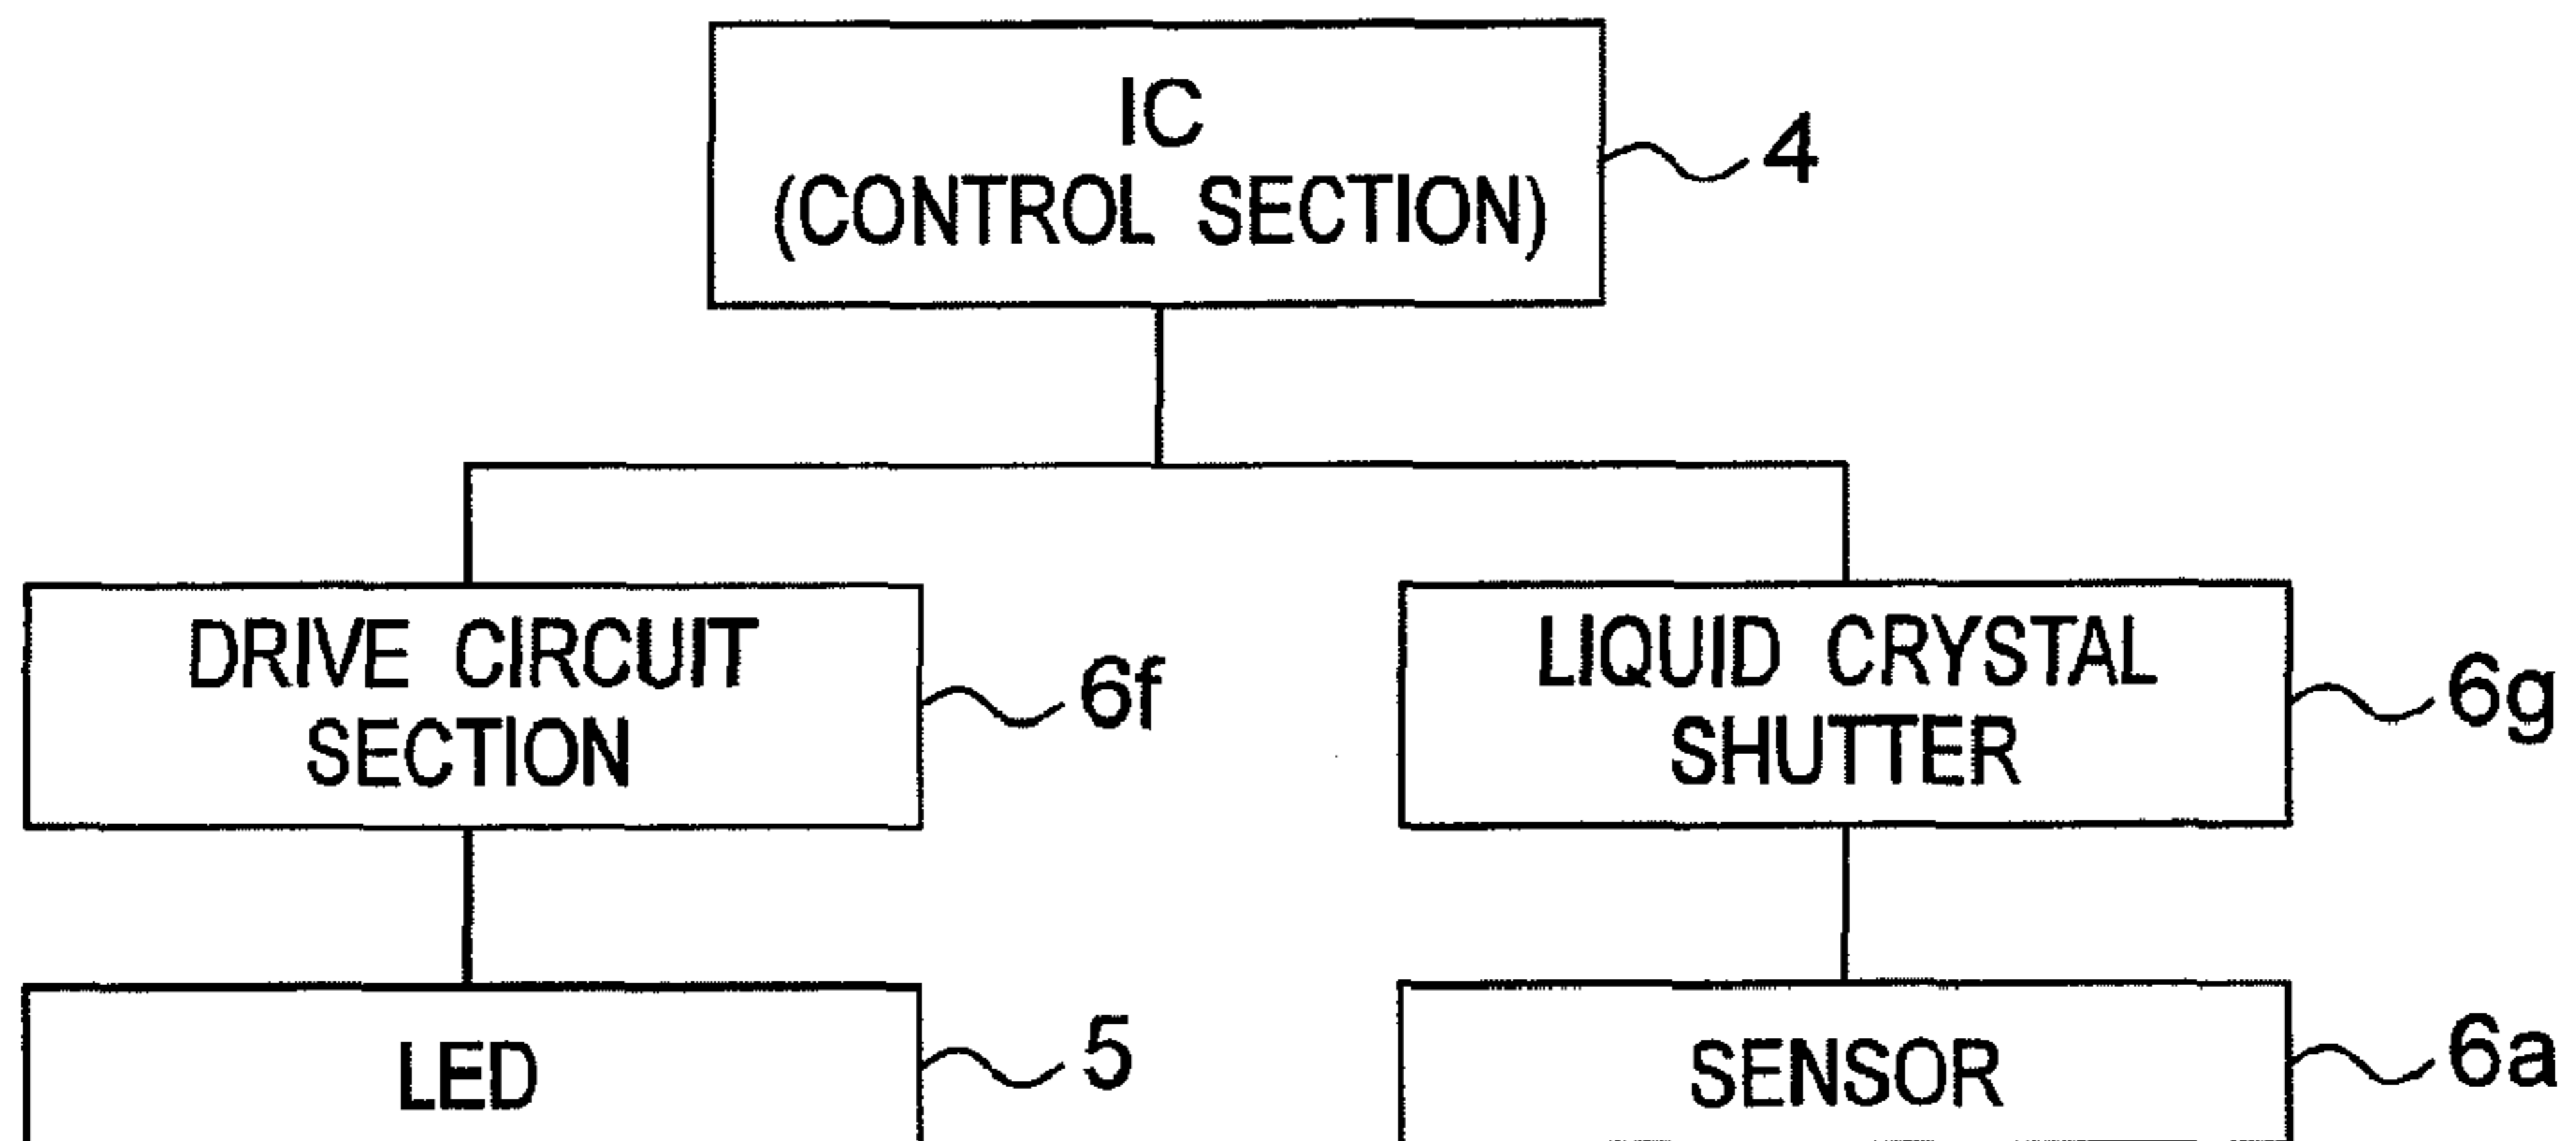 IC
(CONTROL SECTION)
4
DRIVE CIRCUIT
SECTION
6f
LIQUID CRYSTAL
SHUTTER
6g
LED
5
SENSOR
6a